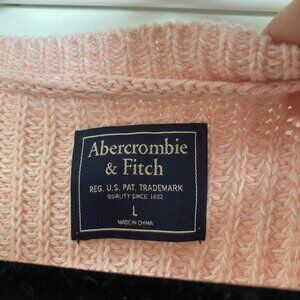 Abercrombie
& Fitch
REG. U.S. PAT. TRADEMARK
QUALITY SINCE 1892
L
MADE IN CHINA